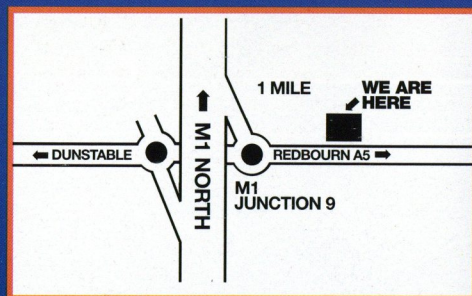 1 MILE
WE ARE
HERE
DUNSTABLE
M1 NORTH
REDBOURN A5
M1
JUNCTION 9